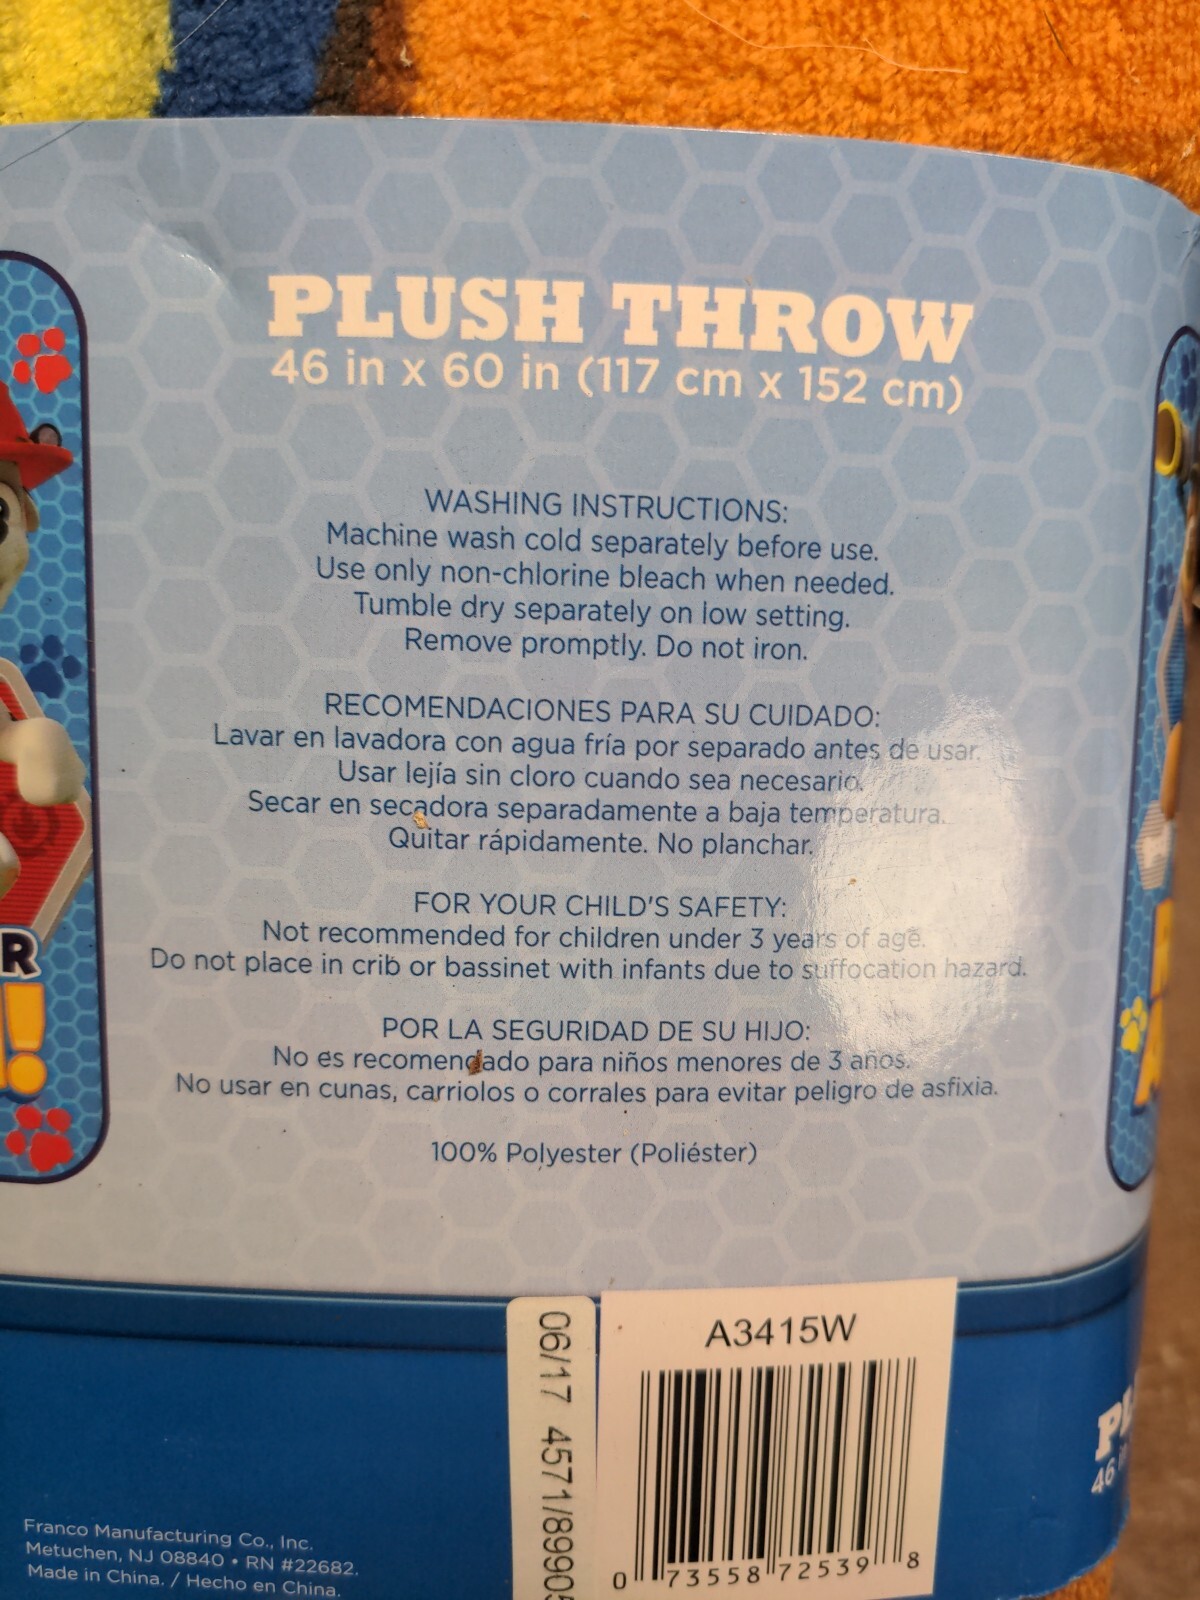 PLUSH THROW
46 in x 60 in (117 cm x 152 cm)
WASHING INSTRUCTIONS:
Machine wash cold separately before use.
Use only non-chlorine bleach when needed.
Tumble dry separately on low setting.
Remove promptly. Do not iron.
RECOMENDACIONES PARA SU CUIDADO:
Lavar en lavadora con agua fría por separado antes de usar.
Usar lejía sin cloro cuando sea necesario.
Secar en secadora separadamente a baja temperatura.
Quitar rápidamente. No planchar.
FOR YOUR CHILD'S SAFETY:
Not recommended for children under 3 years of age.
Do not place in crib or bassinet with infants due to suffocation hazard.
POR LA SEGURIDAD DE SU HIJO:
No es recomendado para niños menores de 3 años.
No usar en cunas, carriolos o corrales para evitar peligro de asfixia.
100% Polyester (Poliéster)
06/17 4571/89905
A3415W
0 73558 72539 8
Franco Manufacturing Co., Inc.
Metuchen, NJ 08840 • RN #22682.
Made in China. / Hecho en China.